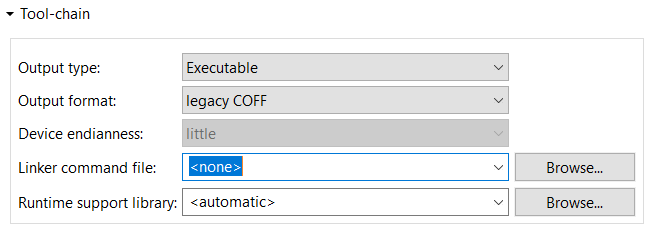 Tool-chain
Output type: Executable
Output format: legacy COFF
Device endianness: little
Linker command file: <none> Browse...
Runtime support library: <automatic> Browse...